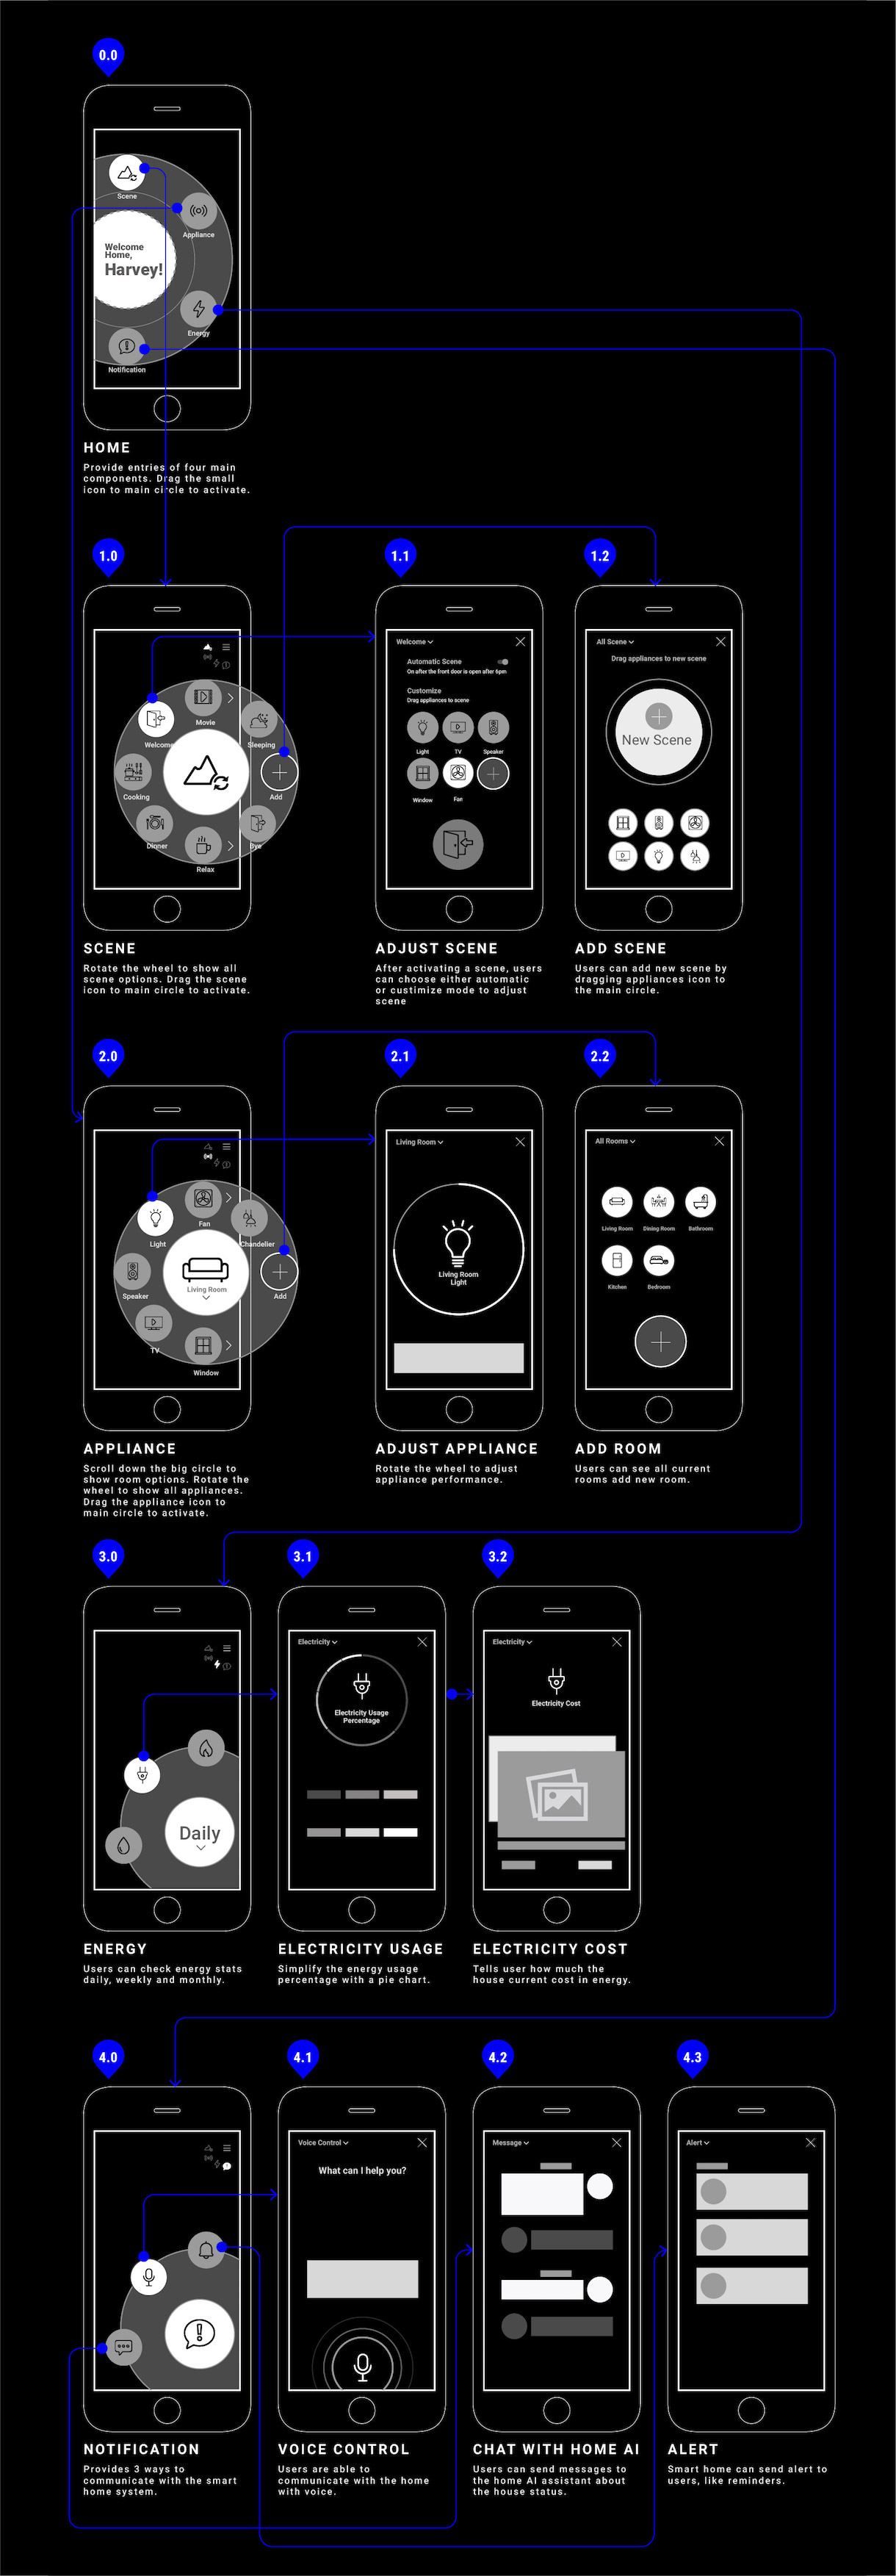 0.0
Scene
Appliance
Welcome
Home,
Harvey!
Energy
Notification
HOME
Provide entries of four main
components. Drag the small
icon to main circle to activate.
1.0
1.1
1.2
Movie
Welcome
Sleeping
Cooking
Add
Dinner
Bye
Relax
Welcome
Automatic Scene
On after the front door is open after 6pm
Customize
Drag appliances to scene
Light
TV
Speaker
Window
Fan
All Scene
Drag appliances to new scene
New Scene
SCENE
Rotate the wheel to show all
scene options. Drag the scene
icon to main circle to activate.
ADJUST SCENE
After activating a scene, users
can choose either automatic
or custimize mode to adjust
scene
ADD SCENE
Users can add new scene by
dragging appliances icon to
the main circle.
2.0
2.1
2.2
Fan
Light
Chandelier
Living Room
Speaker
Add
TV
Window
Living Room
Living Room
Light
All Rooms
Living Room
Dining Room
Bathroom
Kitchen
Bedroom
APPLIANCE
Scroll down the big circle to
show room options. Rotate the
wheel to show all appliances.
Drag the appliance icon to
main circle to activate.
ADJUST APPLIANCE
Rotate the wheel to adjust
appliance performance.
ADD ROOM
Users can see all current
rooms add new room.
3.0
3.1
3.2
Daily
Electricity
Electricity Usage
Percentage
Electricity
Electricity Cost
ENERGY
Users can check energy stats
daily, weekly and monthly.
ELECTRICITY USAGE
Simplify the energy usage
percentage with a pie chart.
ELECTRICITY COST
Tells user how much the
house current cost in energy.
4.0
4.1
4.2
4.3
Voice Control
What can I help you?
Message
Alert
NOTIFICATION
Provides 3 ways to
communicate with the smart
home system.
VOICE CONTROL
Users are able to
communicate with the home
with voice.
CHAT WITH HOME AI
Users can send messages to
the home AI assistant about
the house status.
ALERT
Smart home can send alert to
users, like reminders.